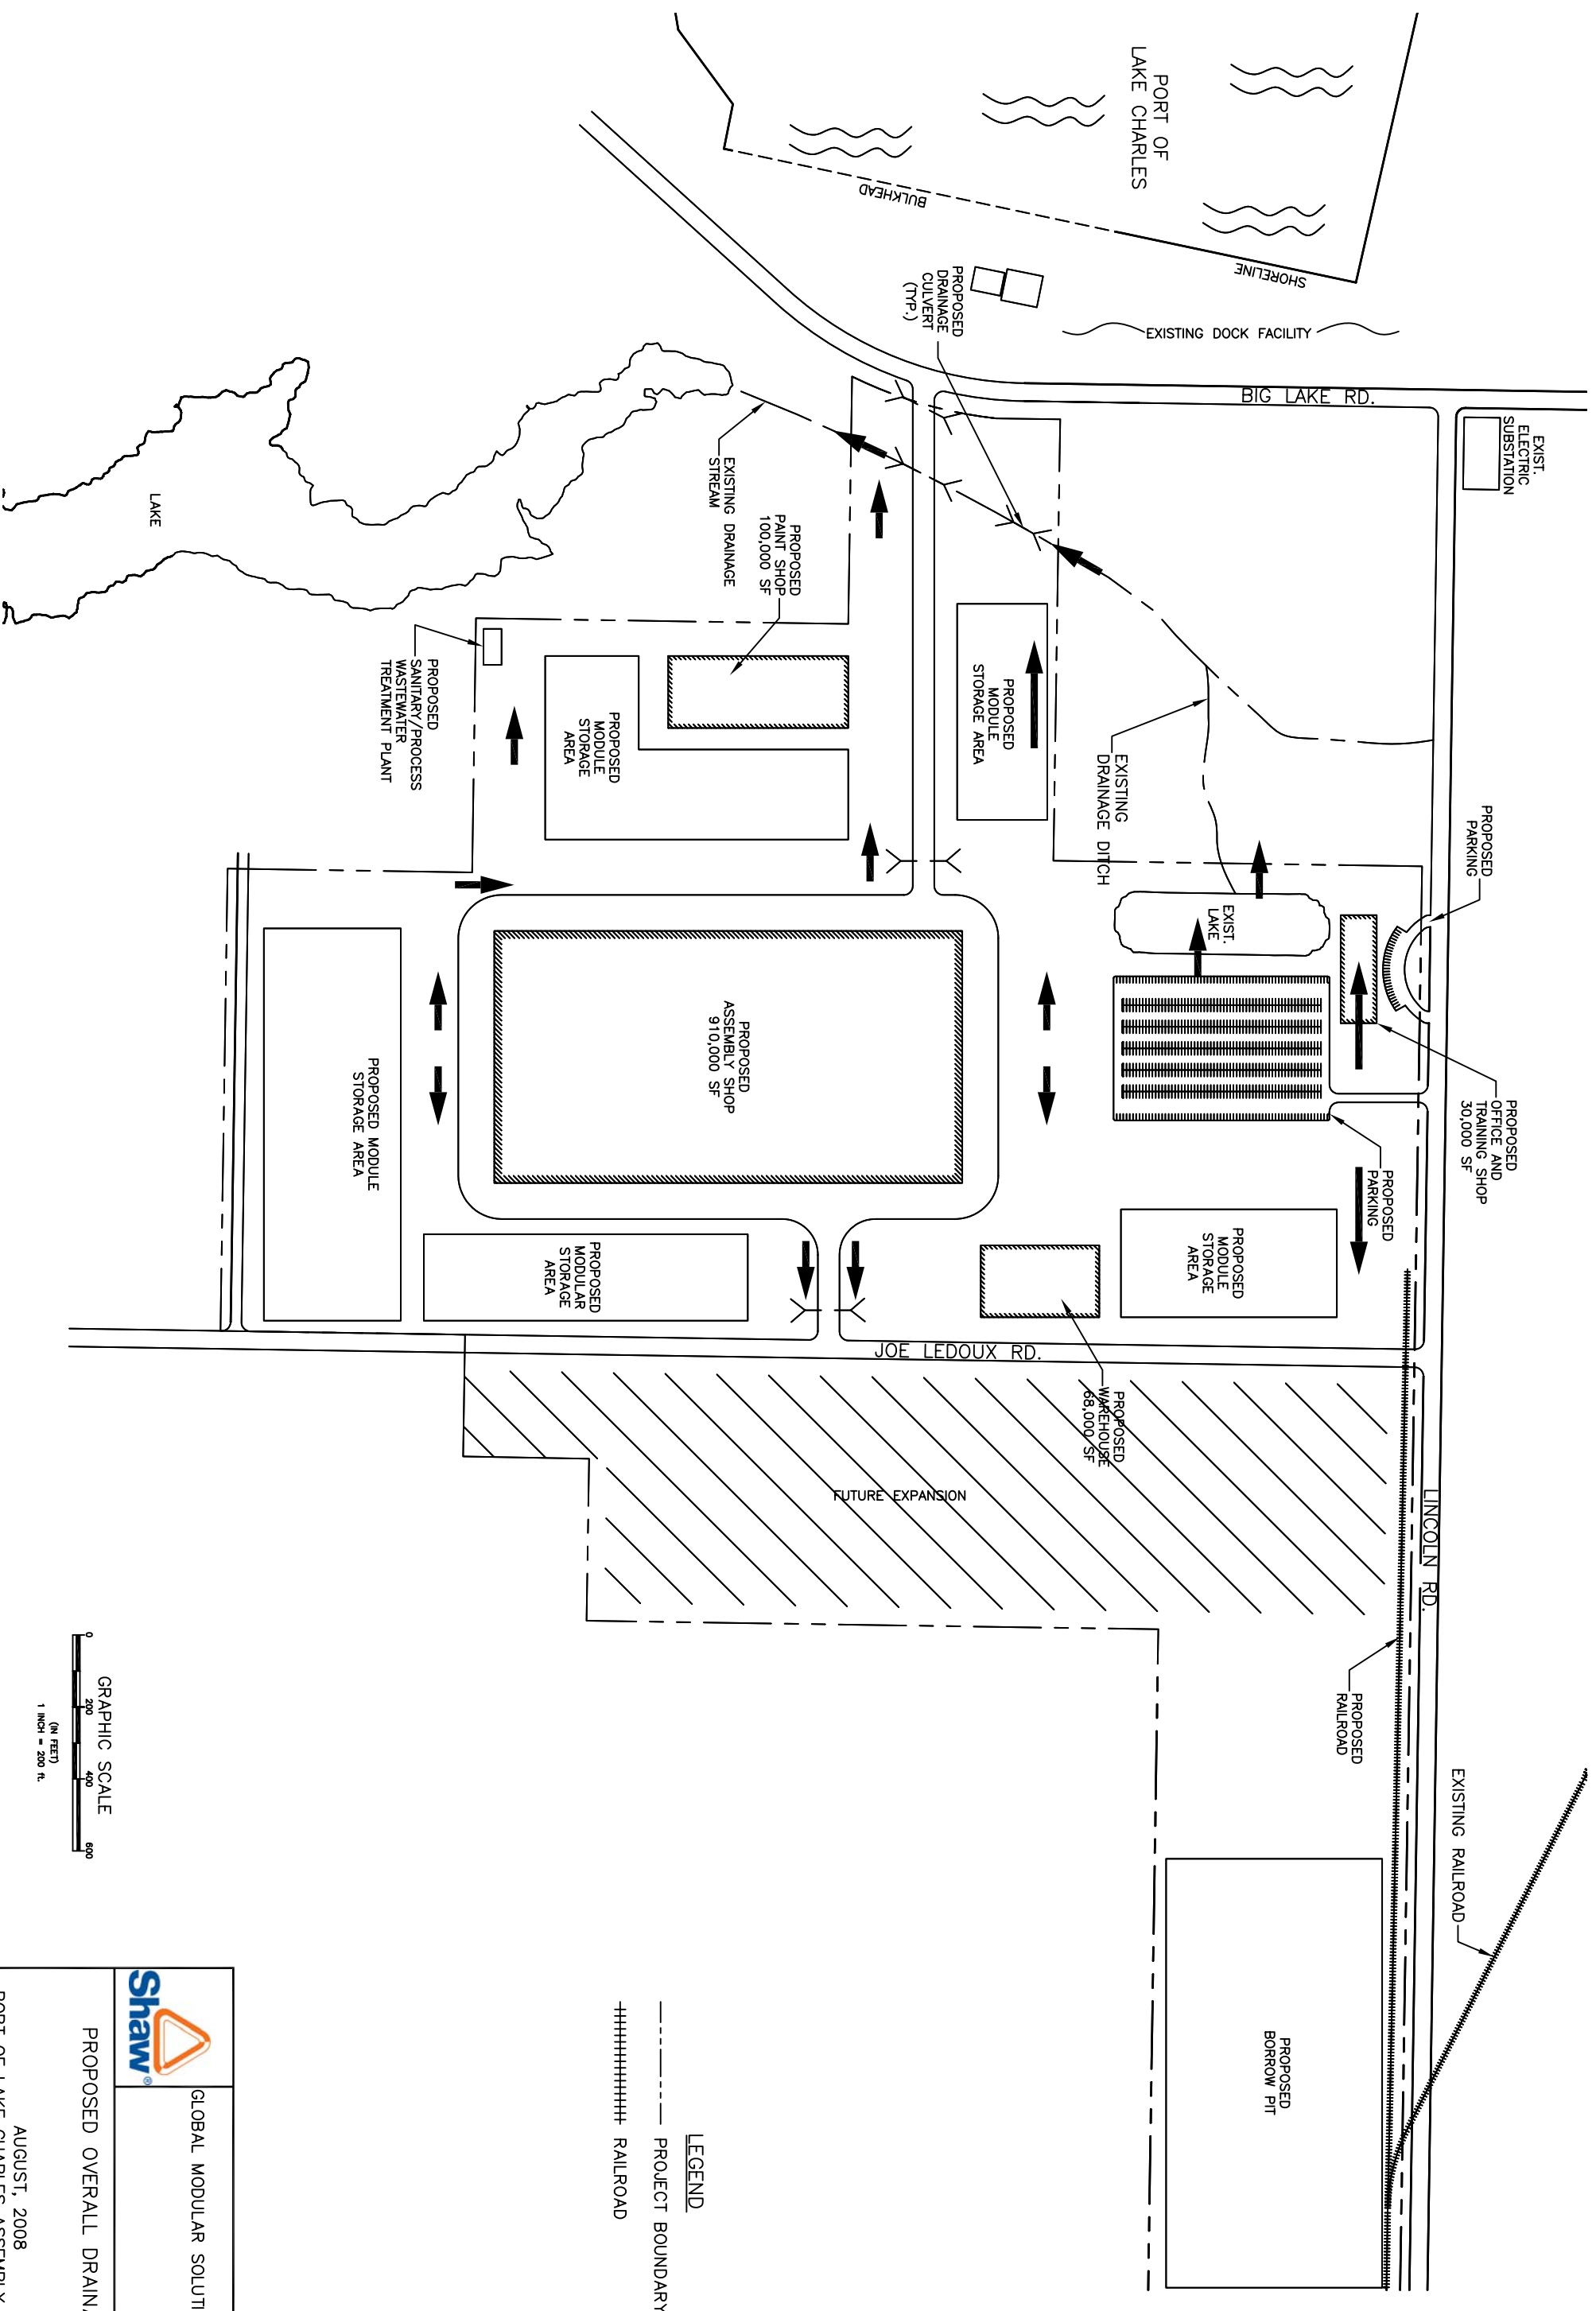 PORT OF
LAKE CHARLES
BULKHEAD
SHORELINE
EXISTING DOCK FACILITY
BIG LAKE RD.
EXIST.
ELECTRIC
SUBSTATION
PROPOSED
DRAINAGE
CULVERT
(TYP.)
EXISTING DRAINAGE
STREAM
LAKE
PROPOSED
PAINT SHOP
100,000 SF
PROPOSED
SANITARY/PROCESS
WASTEWATER
TREATMENT PLANT
PROPOSED
MODULE
STORAGE
AREA
PROPOSED
MODULE
STORAGE AREA
EXISTING
DRAINAGE DITCH
PROPOSED
PARKING
EXIST.
LAKE
PROPOSED
OFFICE AND
TRAINING SHOP
30,000 SF
PROPOSED
PARKING
PROPOSED
ASSEMBLY SHOP
910,000 SF
PROPOSED MODULE
STORAGE AREA
PROPOSED
MODULAR
STORAGE
AREA
PROPOSED
MODULE
STORAGE
AREA
JOE LEDOUX RD.
PROPOSED
WAREHOUSE
68,000 SF
FUTURE EXPANSION
LINCOLN RD.
PROPOSED
RAILROAD
EXISTING RAILROAD
PROPOSED
BORROW PIT
GRAPHIC SCALE
0 200 400 600
(IN FEET)
1 INCH = 200 ft.
LEGEND
PROJECT BOUNDARY
RAILROAD
Shaw®
GLOBAL MODULAR SOLUTI
PROPOSED OVERALL DRAINA
AUGUST, 2008
PORT OF LAKE CHARLES ASSEMBLY